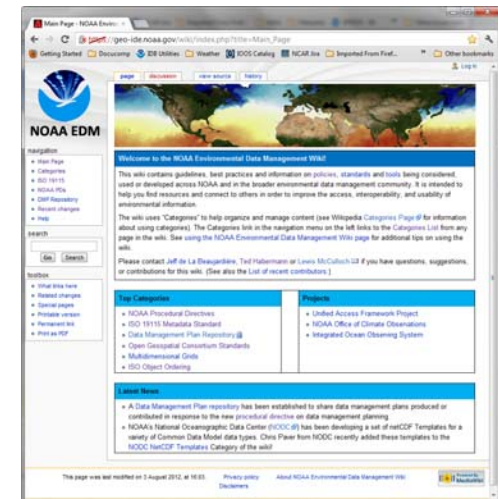 Main Page - NOAA Enviro
https://geo-ide.noaa.gov/wiki/index.php?title=Main_Page
Getting Started Docucomp IDB Utilities Weather IOOS Catalog NCAR Jira Imported From Firef... Other bookmarks
Log in
page discussion view source history
NOAA EDM
navigation
Main Page
Categories
ISO 19115
NOAA PDs
DMP Repository
Recent changes
Help
search
Go Search
toolbox
What links here
Related changes
Special pages
Printable version
Permanent link
Print as PDF
Welcome to the NOAA Environmental Data Management Wiki!
This wiki contains guidelines, best practices and information on policies, standards and tools being considered,
used or developed across NOAA and in the broader environmental data management community. It is intended to
help you find resources and connect to others in order to improve the access, interoperability, and usability of
environmental information.
The wiki uses "Categories" to help organize and manage content (see Wikipedia Categories Page for information
about using categories). The Categories link in the navigation menu on the left links to the Categories List from any
page in the wiki. See using the NOAA Environmental Data Management Wiki page for additional tips on using the
wiki.
Please contact Jeff de La Beaujardière, Ted Habermann or Lewis McCulloch if you have questions, suggestions,
or contributions for this wiki. (See also the List of recent contributors.)
Top Categories
NOAA Procedural Directives
ISO 19115 Metadata Standard
Data Management Plan Repository
Open Geospatial Consortium Standards
Multidimensional Grids
ISO Object Ordering
Projects
Unified Access Framework Project
NOAA Office of Climate Observations
Integrated Ocean Observing System
Latest News
A Data Management Plan repository has been established to share data management plans produced or
contributed in response to the new procedural directive on data management planning.
NOAA's National Oceanographic Data Center (NODC) has been developing a set of netCDF Templates for a
variety of Common Data Model data types. Chris Paver from NODC recently added these templates to the
NODC NetCDF Templates Category of the wiki!
This page was last modified on 3 August 2012, at 16:03. Privacy policy About NOAA Environmental Data Management Wiki
Disclaimers
Powered By
MediaWiki